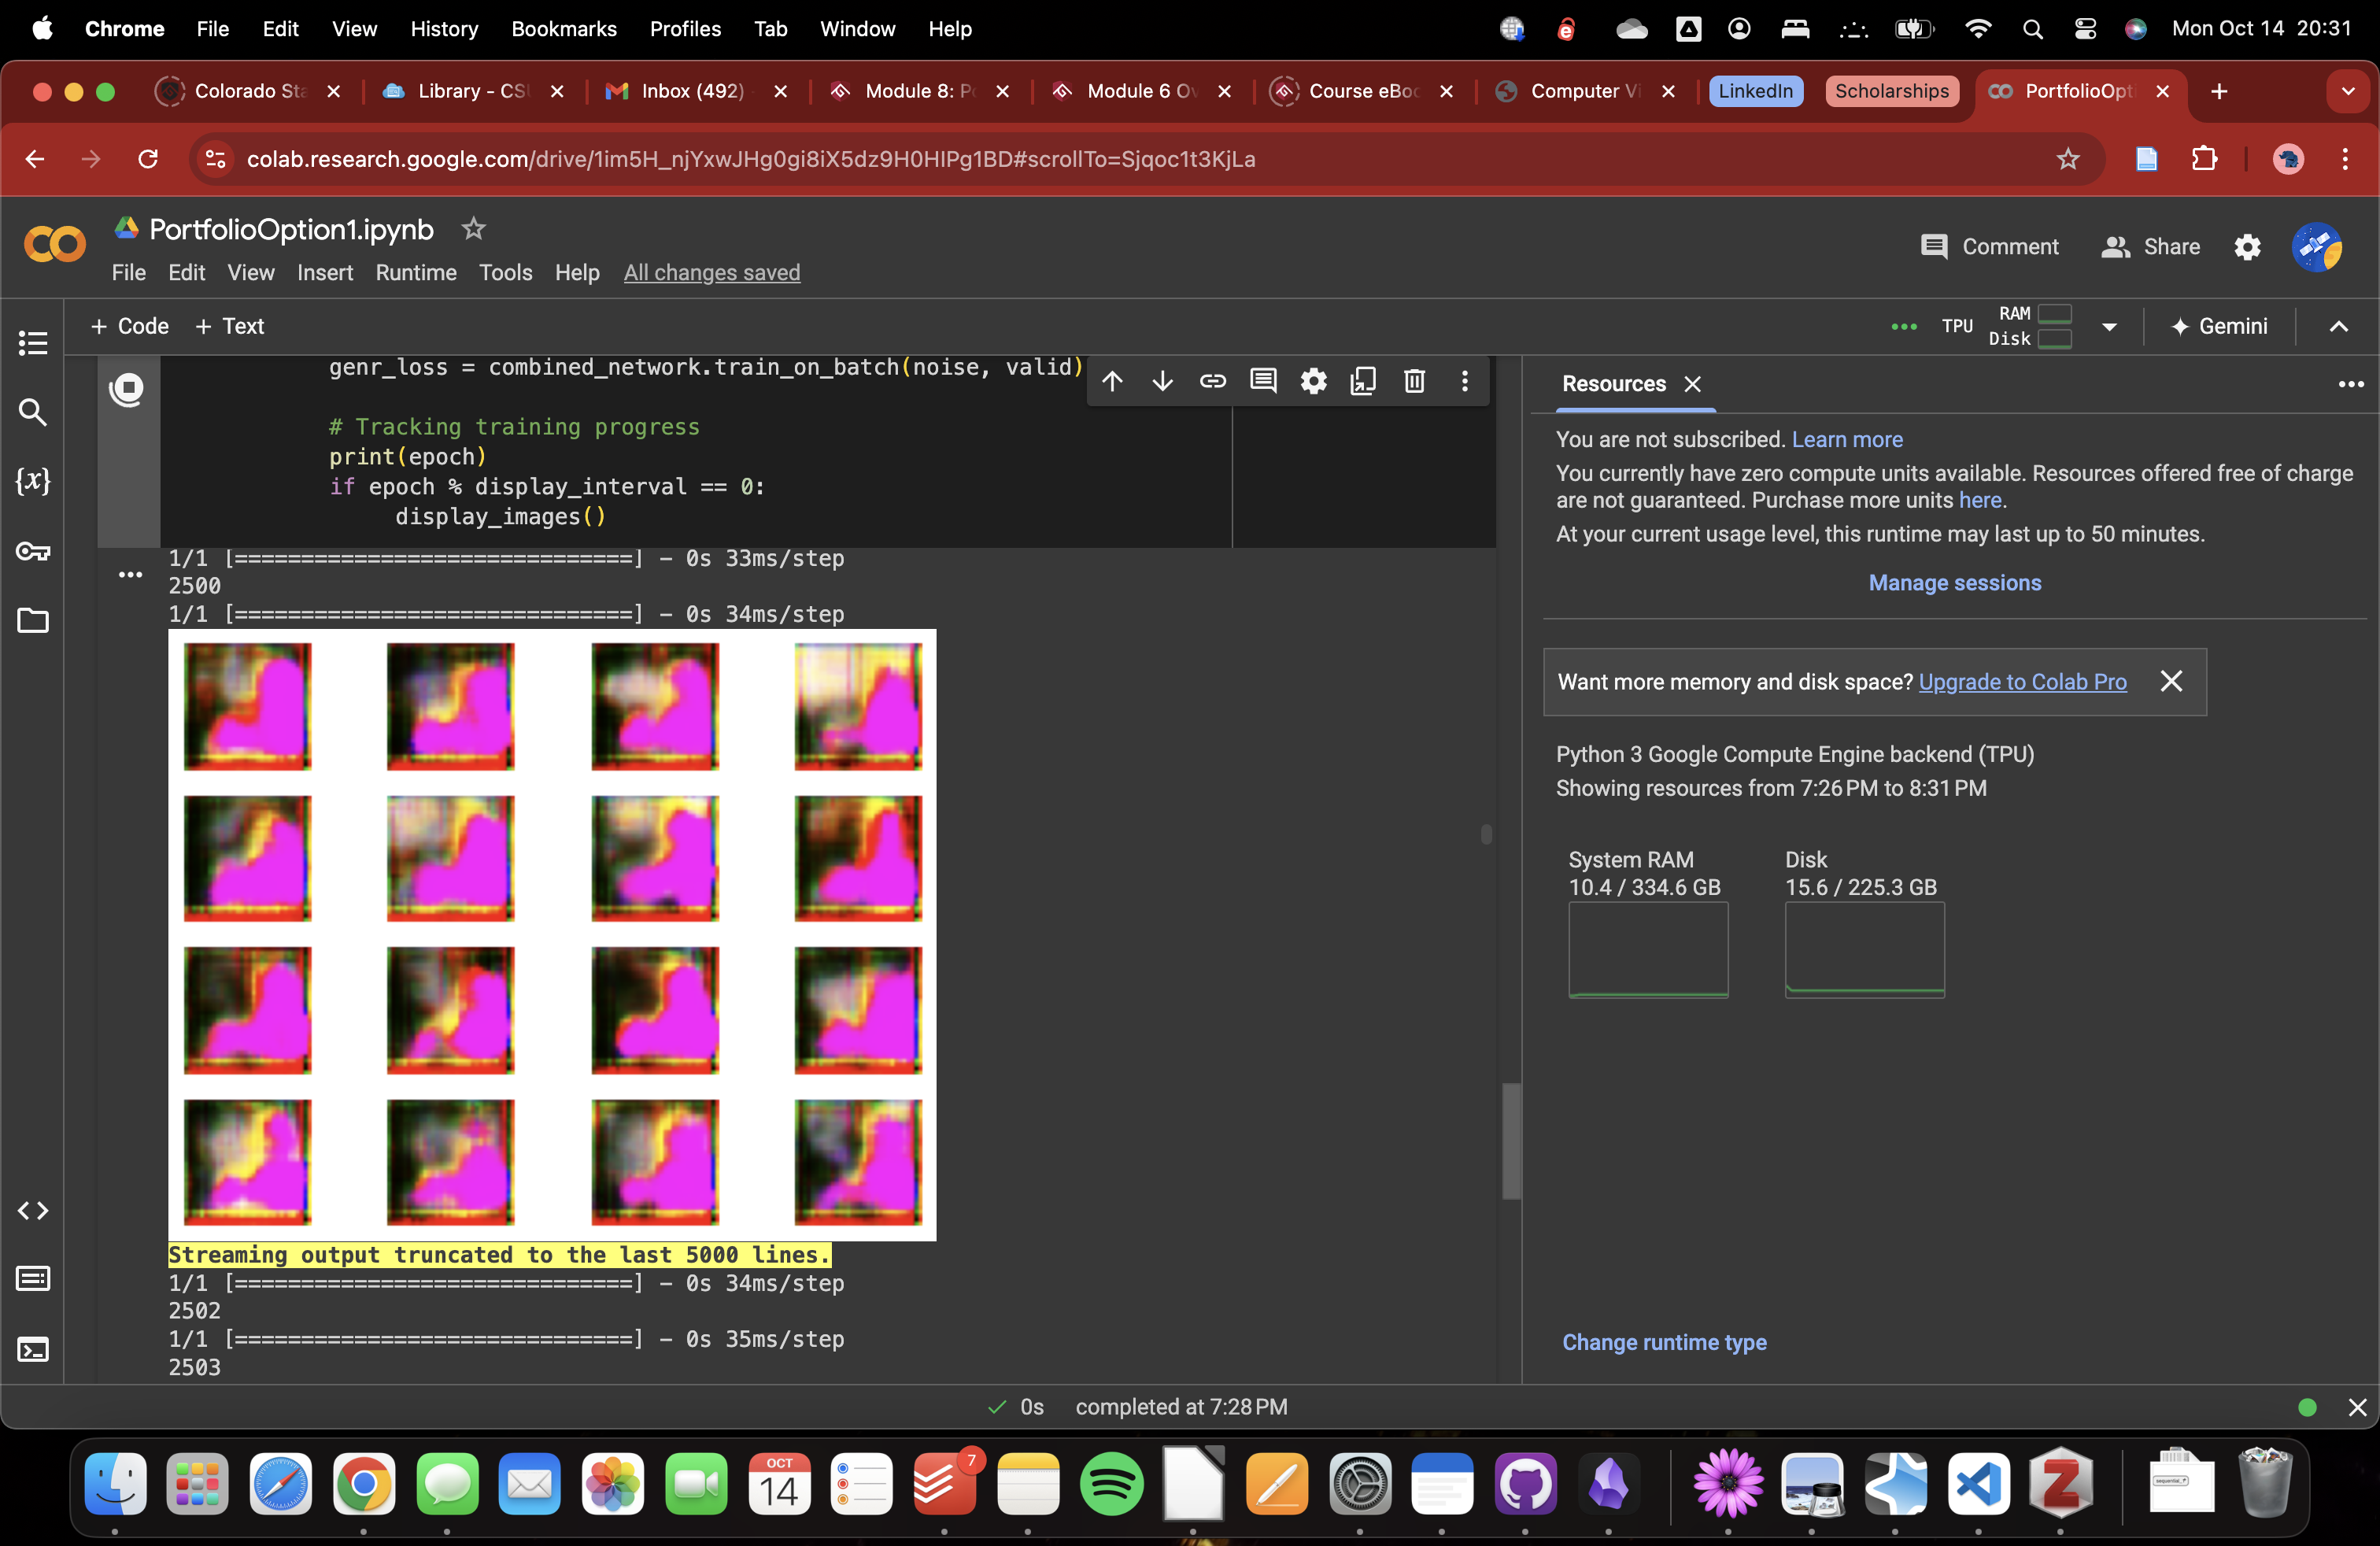 Chrome File Edit View History Bookmarks Profiles Tab Window Help Mon Oct 14 20:31
Colorado Sta Library - CSU Inbox (492) Module 8: Po Module 6 Ov Course eBoo Computer Vi LinkedIn Scholarships PortfolioOpti
colab.research.google.com/drive/1im5H_njYxwJHg0gi8iX5dz9H0HIPg1BD#scrollTo=Sjqoc1t3KjLa
PortfolioOption1.ipynb
Comment Share
File Edit View Insert Runtime Tools Help All changes saved
+ Code + Text
TPU RAM Disk Gemini
genr_loss = combined_network.train_on_batch(noise, valid)
# Tracking training progress
print(epoch)
if epoch % display_interval == 0:
display_images()
1/1 [==============================] - 0s 33ms/step
2500
1/1 [==============================] - 0s 34ms/step
Streaming output truncated to the last 5000 lines.
1/1 [==============================] - 0s 34ms/step
2502
1/1 [==============================] - 0s 35ms/step
2503
Resources
You are not subscribed. Learn more
You currently have zero compute units available. Resources offered free of charge
are not guaranteed. Purchase more units here.
At your current usage level, this runtime may last up to 50 minutes.
Manage sessions
Want more memory and disk space? Upgrade to Colab Pro
Python 3 Google Compute Engine backend (TPU)
Showing resources from 7:26 PM to 8:31 PM
System RAM
10.4 / 334.6 GB
Disk
15.6 / 225.3 GB
Change runtime type
0s completed at 7:28 PM
OCT
14
7